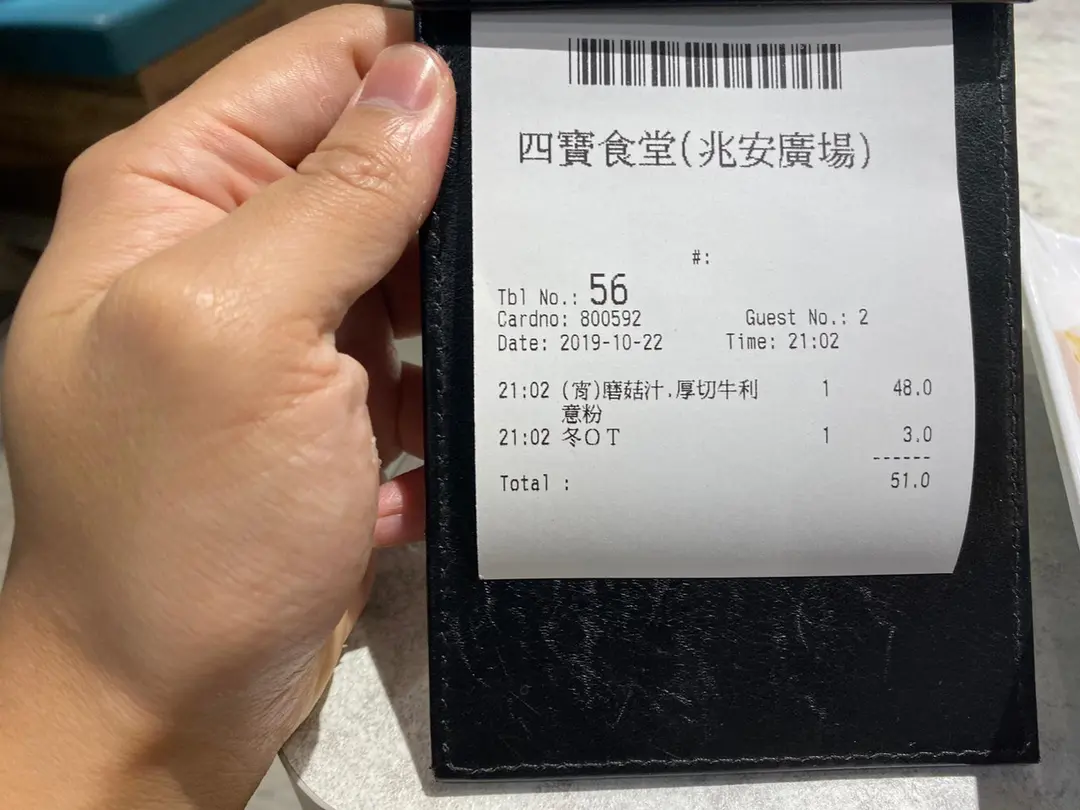 四寶食堂(兆安廣場)
#:
Tbl No.: 56
Cardno: 800592 Guest No.: 2
Date: 2019-10-22 Time: 21:02
21:02 (宵)磨菇汁.厚切牛利 1 48.0
意粉
21:02 冬OT 1 3.0
------
Total : 51.0